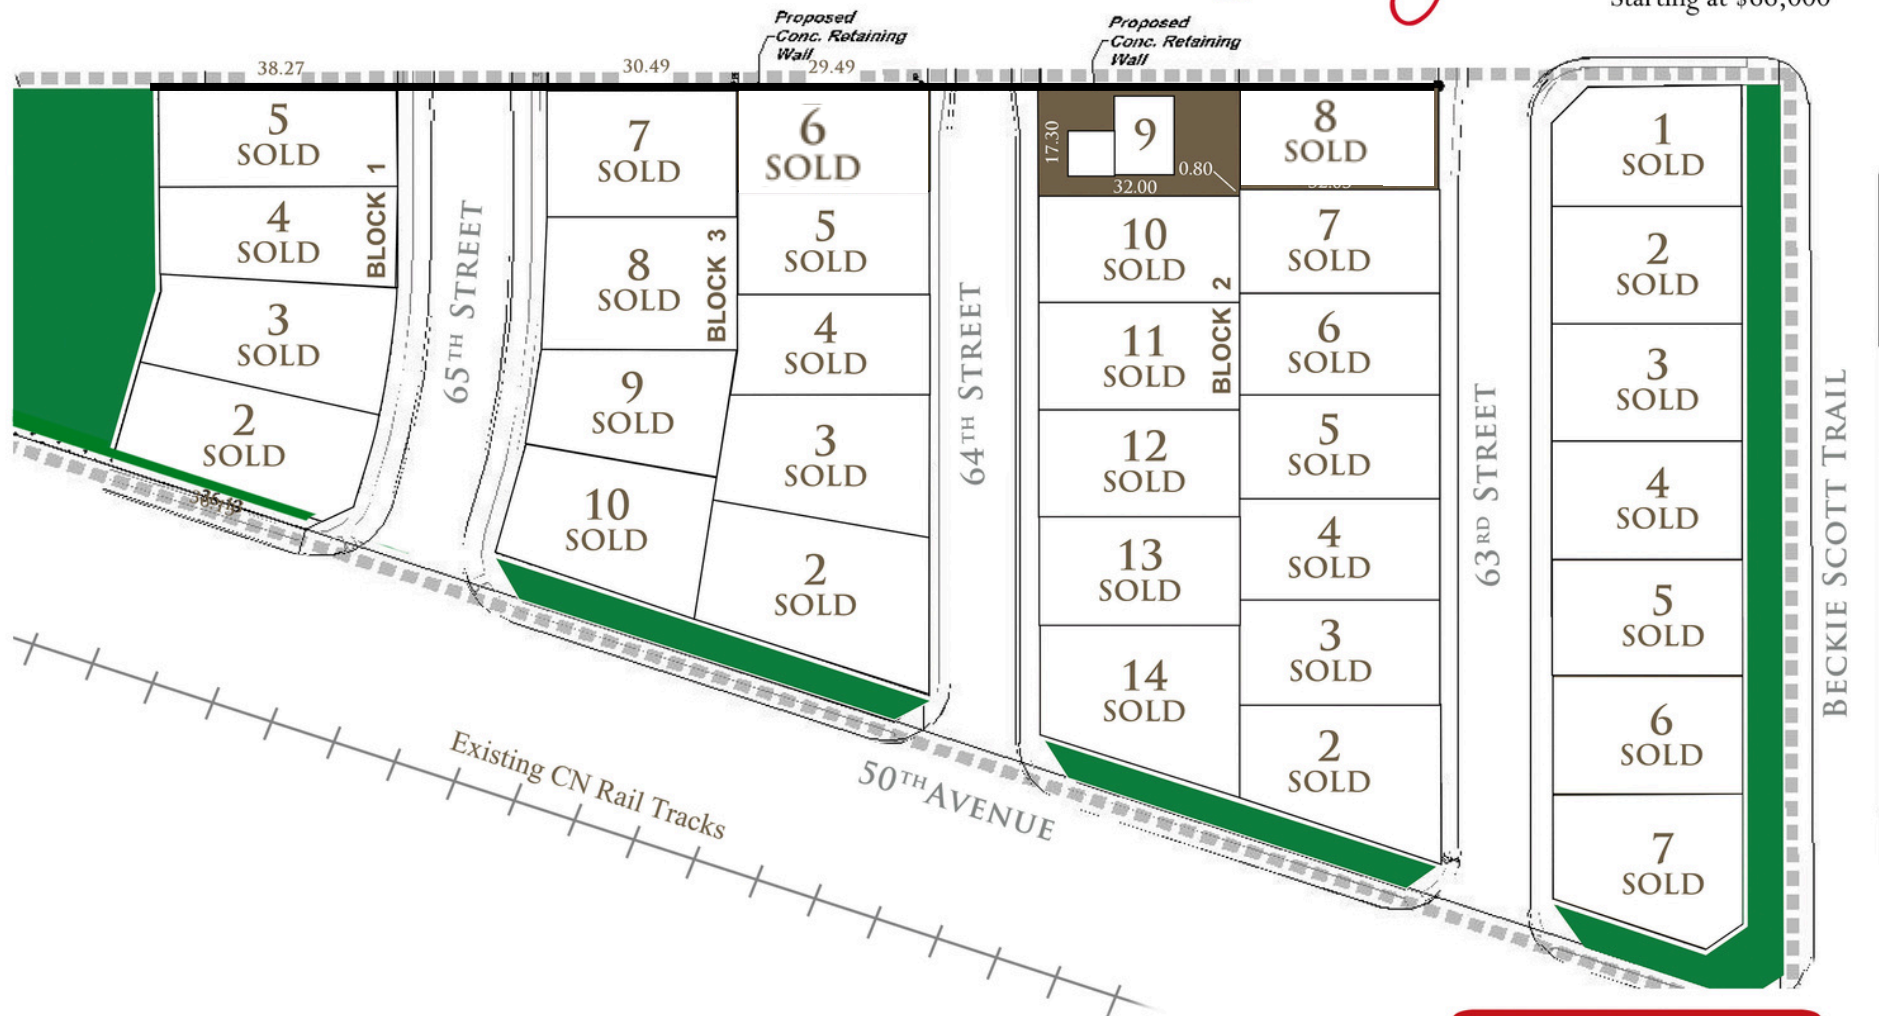 Starting at $60,000
Proposed
Conc. Retaining
Wall
Proposed
Conc. Retaining
Wall
38.27
30.49
29.49
5
SOLD
4
SOLD
3
SOLD
2
SOLD
BLOCK 1
65TH STREET
7
SOLD
8
SOLD
9
SOLD
10
SOLD
BLOCK 3
6
SOLD
5
SOLD
4
SOLD
3
SOLD
2
SOLD
64TH STREET
17.30
9
0.80
32.00
10
SOLD
11
SOLD
12
SOLD
13
SOLD
14
SOLD
BLOCK 2
8
SOLD
7
SOLD
6
SOLD
5
SOLD
4
SOLD
3
SOLD
2
SOLD
63RD STREET
1
SOLD
2
SOLD
3
SOLD
4
SOLD
5
SOLD
6
SOLD
7
SOLD
BECKIE SCOTT TRAIL
50TH AVENUE
Existing CN Rail Tracks